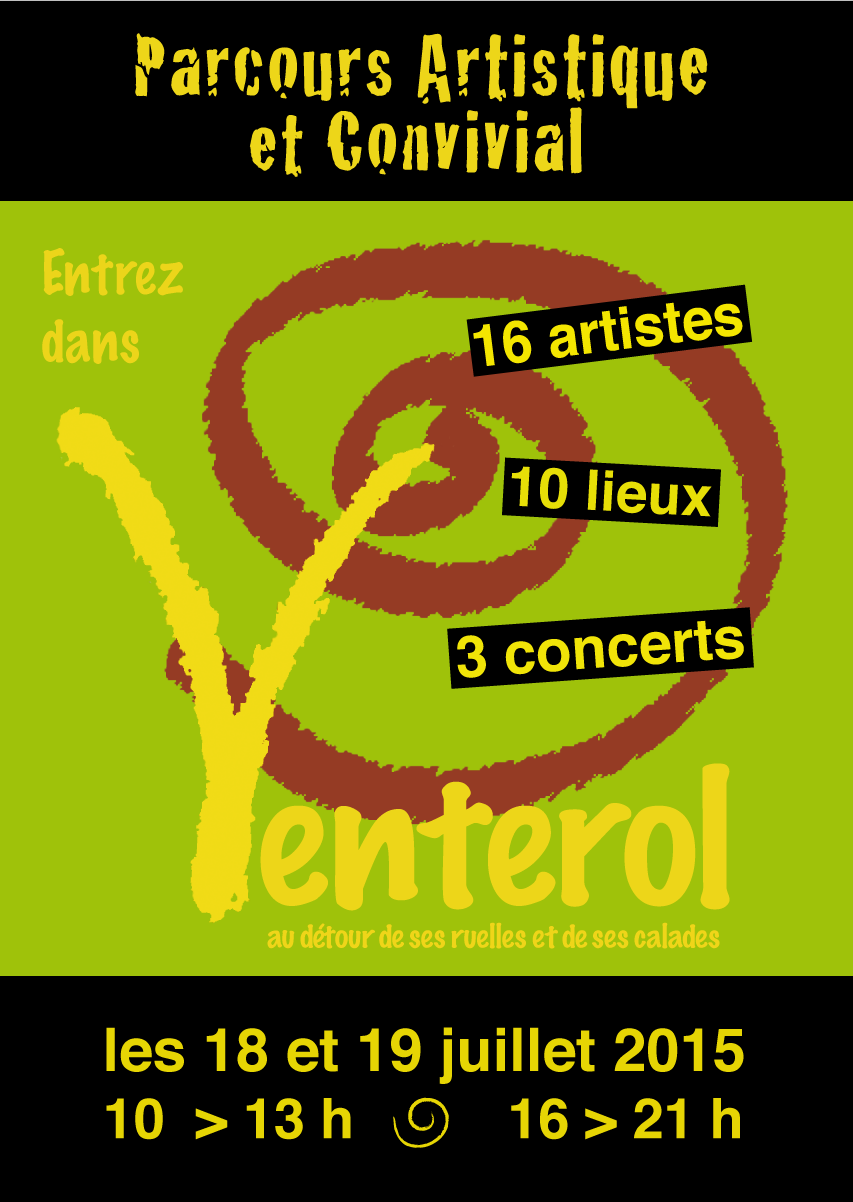 Parcours Artistique
et Convivial
Entrez
dans
16 artistes
10 lieux
3 concerts
Venterol
au détour de ses ruelles et de ses calades
les 18 et 19 juillet 2015
10 > 13 h 16 > 21 h